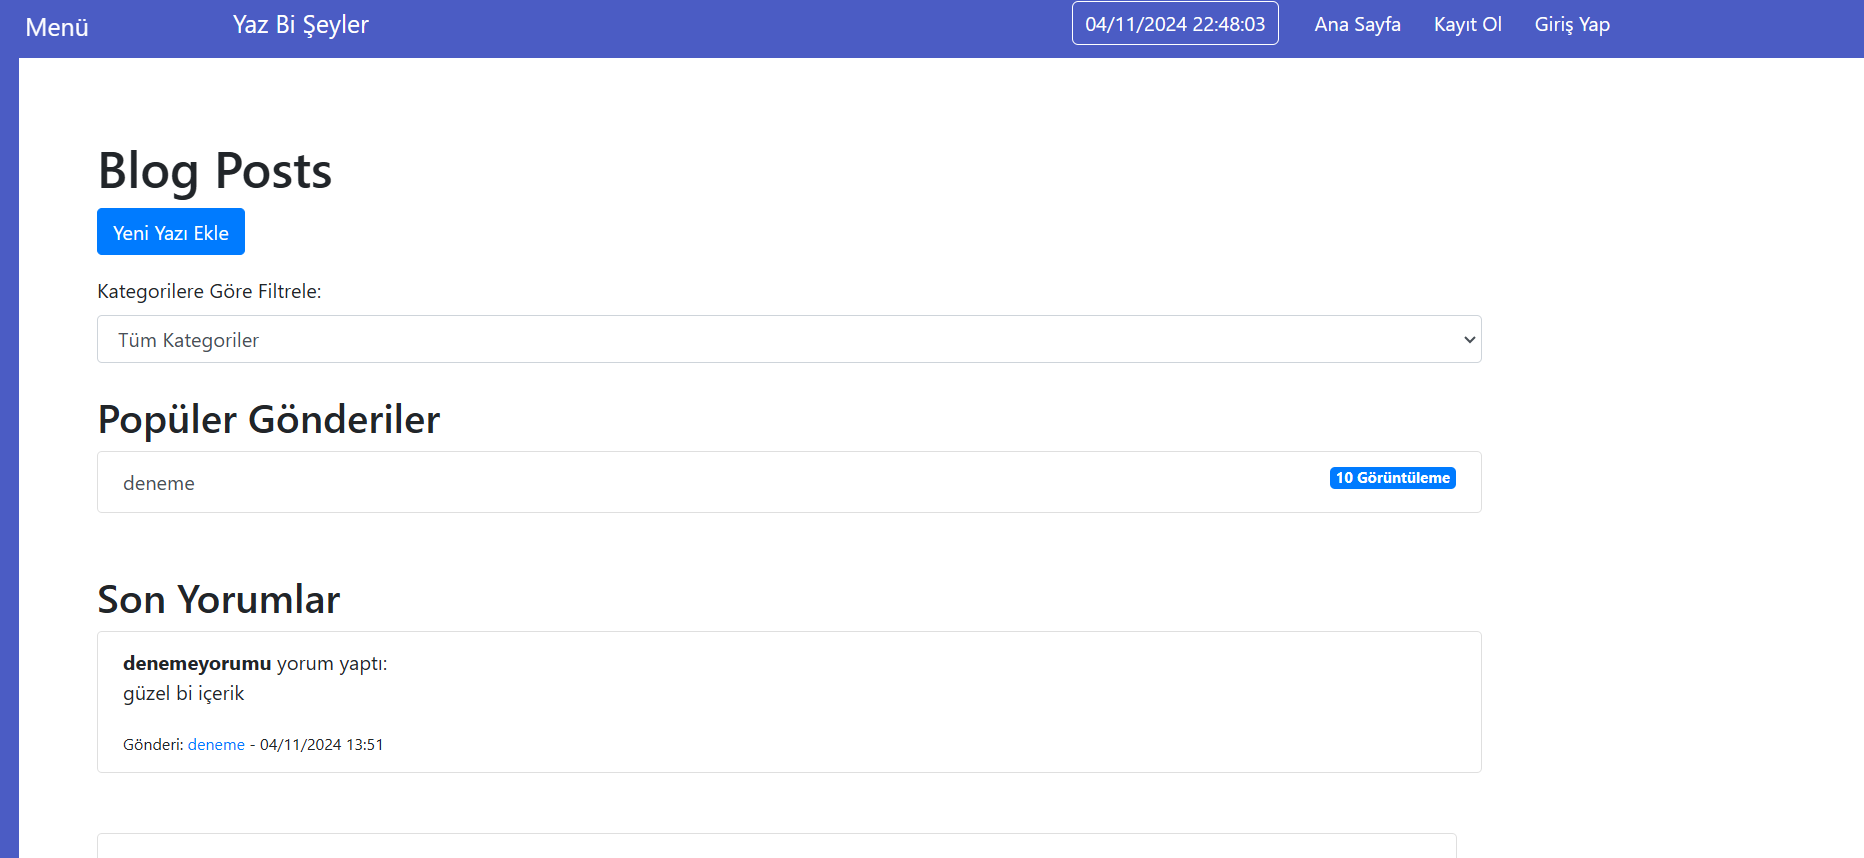 Menü
Yaz Bi Şeyler
04/11/2024 22:48:03
Ana Sayfa
Kayıt Ol
Giriş Yap
Blog Posts
Yeni Yazı Ekle
Kategorilere Göre Filtrele:
Tüm Kategoriler
Popüler Gönderiler
deneme
10 Görüntüleme
Son Yorumlar
denemeyorumu yorum yaptı:
güzel bi içerik
Gönderi: deneme - 04/11/2024 13:51